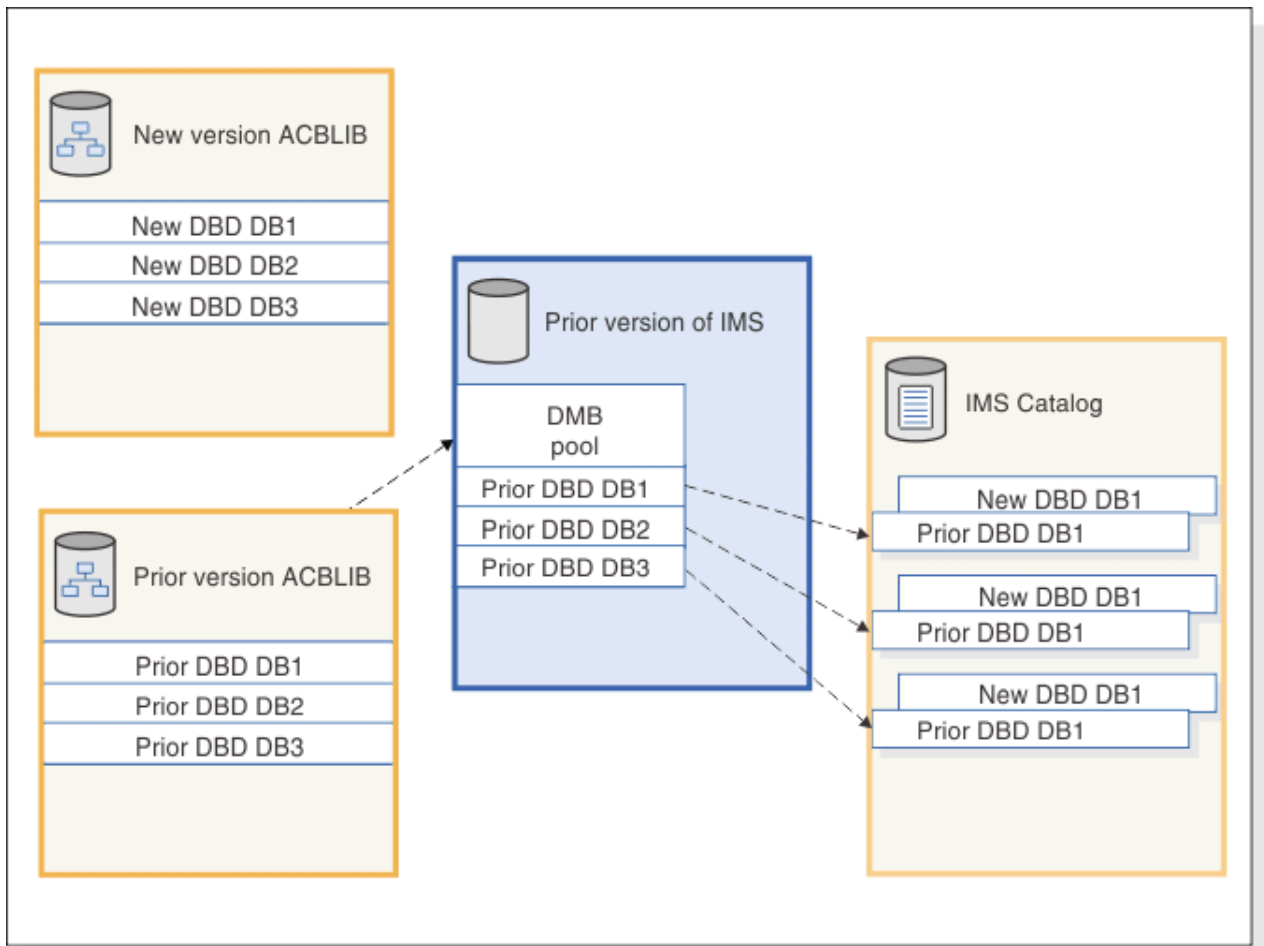 New version ACBLIB
New DBD DB1
New DBD DB2
New DBD DB3
Prior version ACBLIB
Prior DBD DB1
Prior DBD DB2
Prior DBD DB3
Prior version of IMS
DMB
pool
Prior DBD DB1
Prior DBD DB2
Prior DBD DB3
IMS Catalog
New DBD DB1
Prior DBD DB1
New DBD DB1
Prior DBD DB1
New DBD DB1
Prior DBD DB1